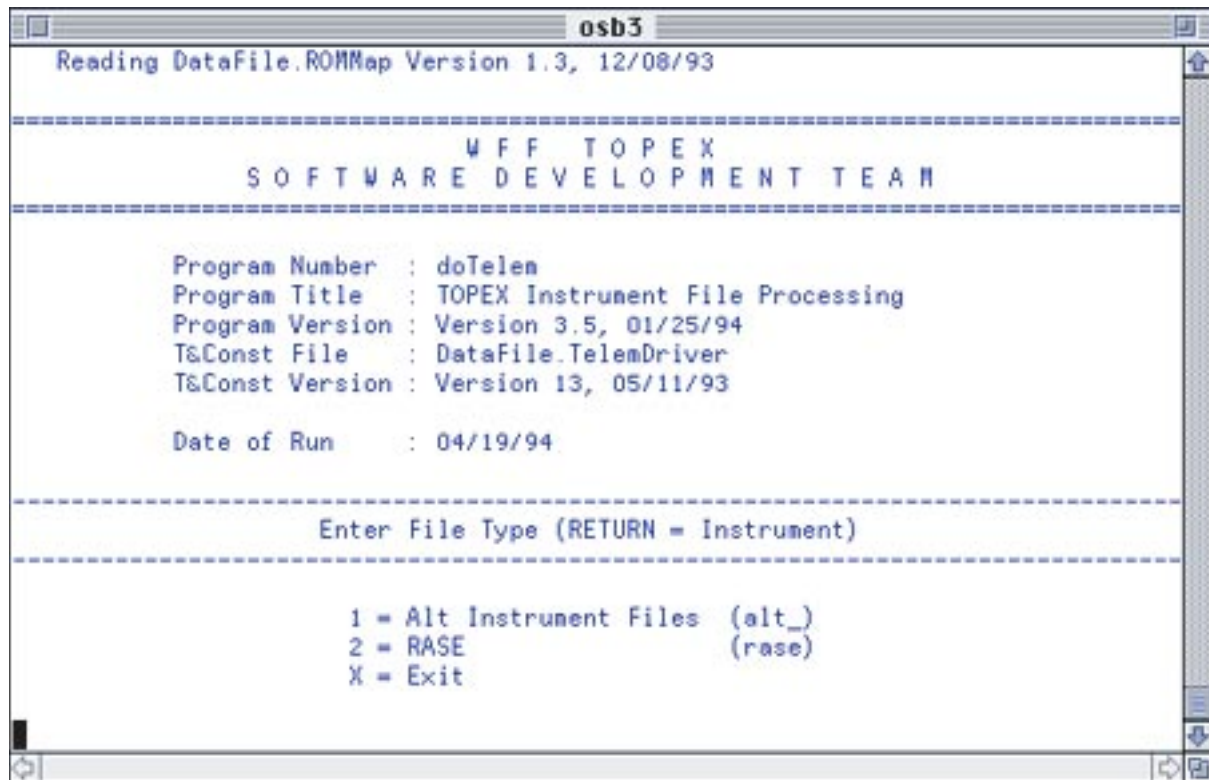 osb3
Reading DataFile.ROMMap Version 1.3, 12/08/93
================================================================================
W F F   T O P E X
S O F T W A R E  D E V E L O P M E N T  T E A M
================================================================================
Program Number  : doTelem
Program Title   : TOPEX Instrument File Processing
Program Version : Version 3.5, 01/25/94
T&Const File    : DataFile.TelemDriver
T&Const Version : Version 13, 05/11/93
Date of Run     : 04/19/94
--------------------------------------------------------------------------------
Enter File Type (RETURN = Instrument)
--------------------------------------------------------------------------------
1 = Alt Instrument Files  (alt_)
2 = RASE                  (rase)
X = Exit